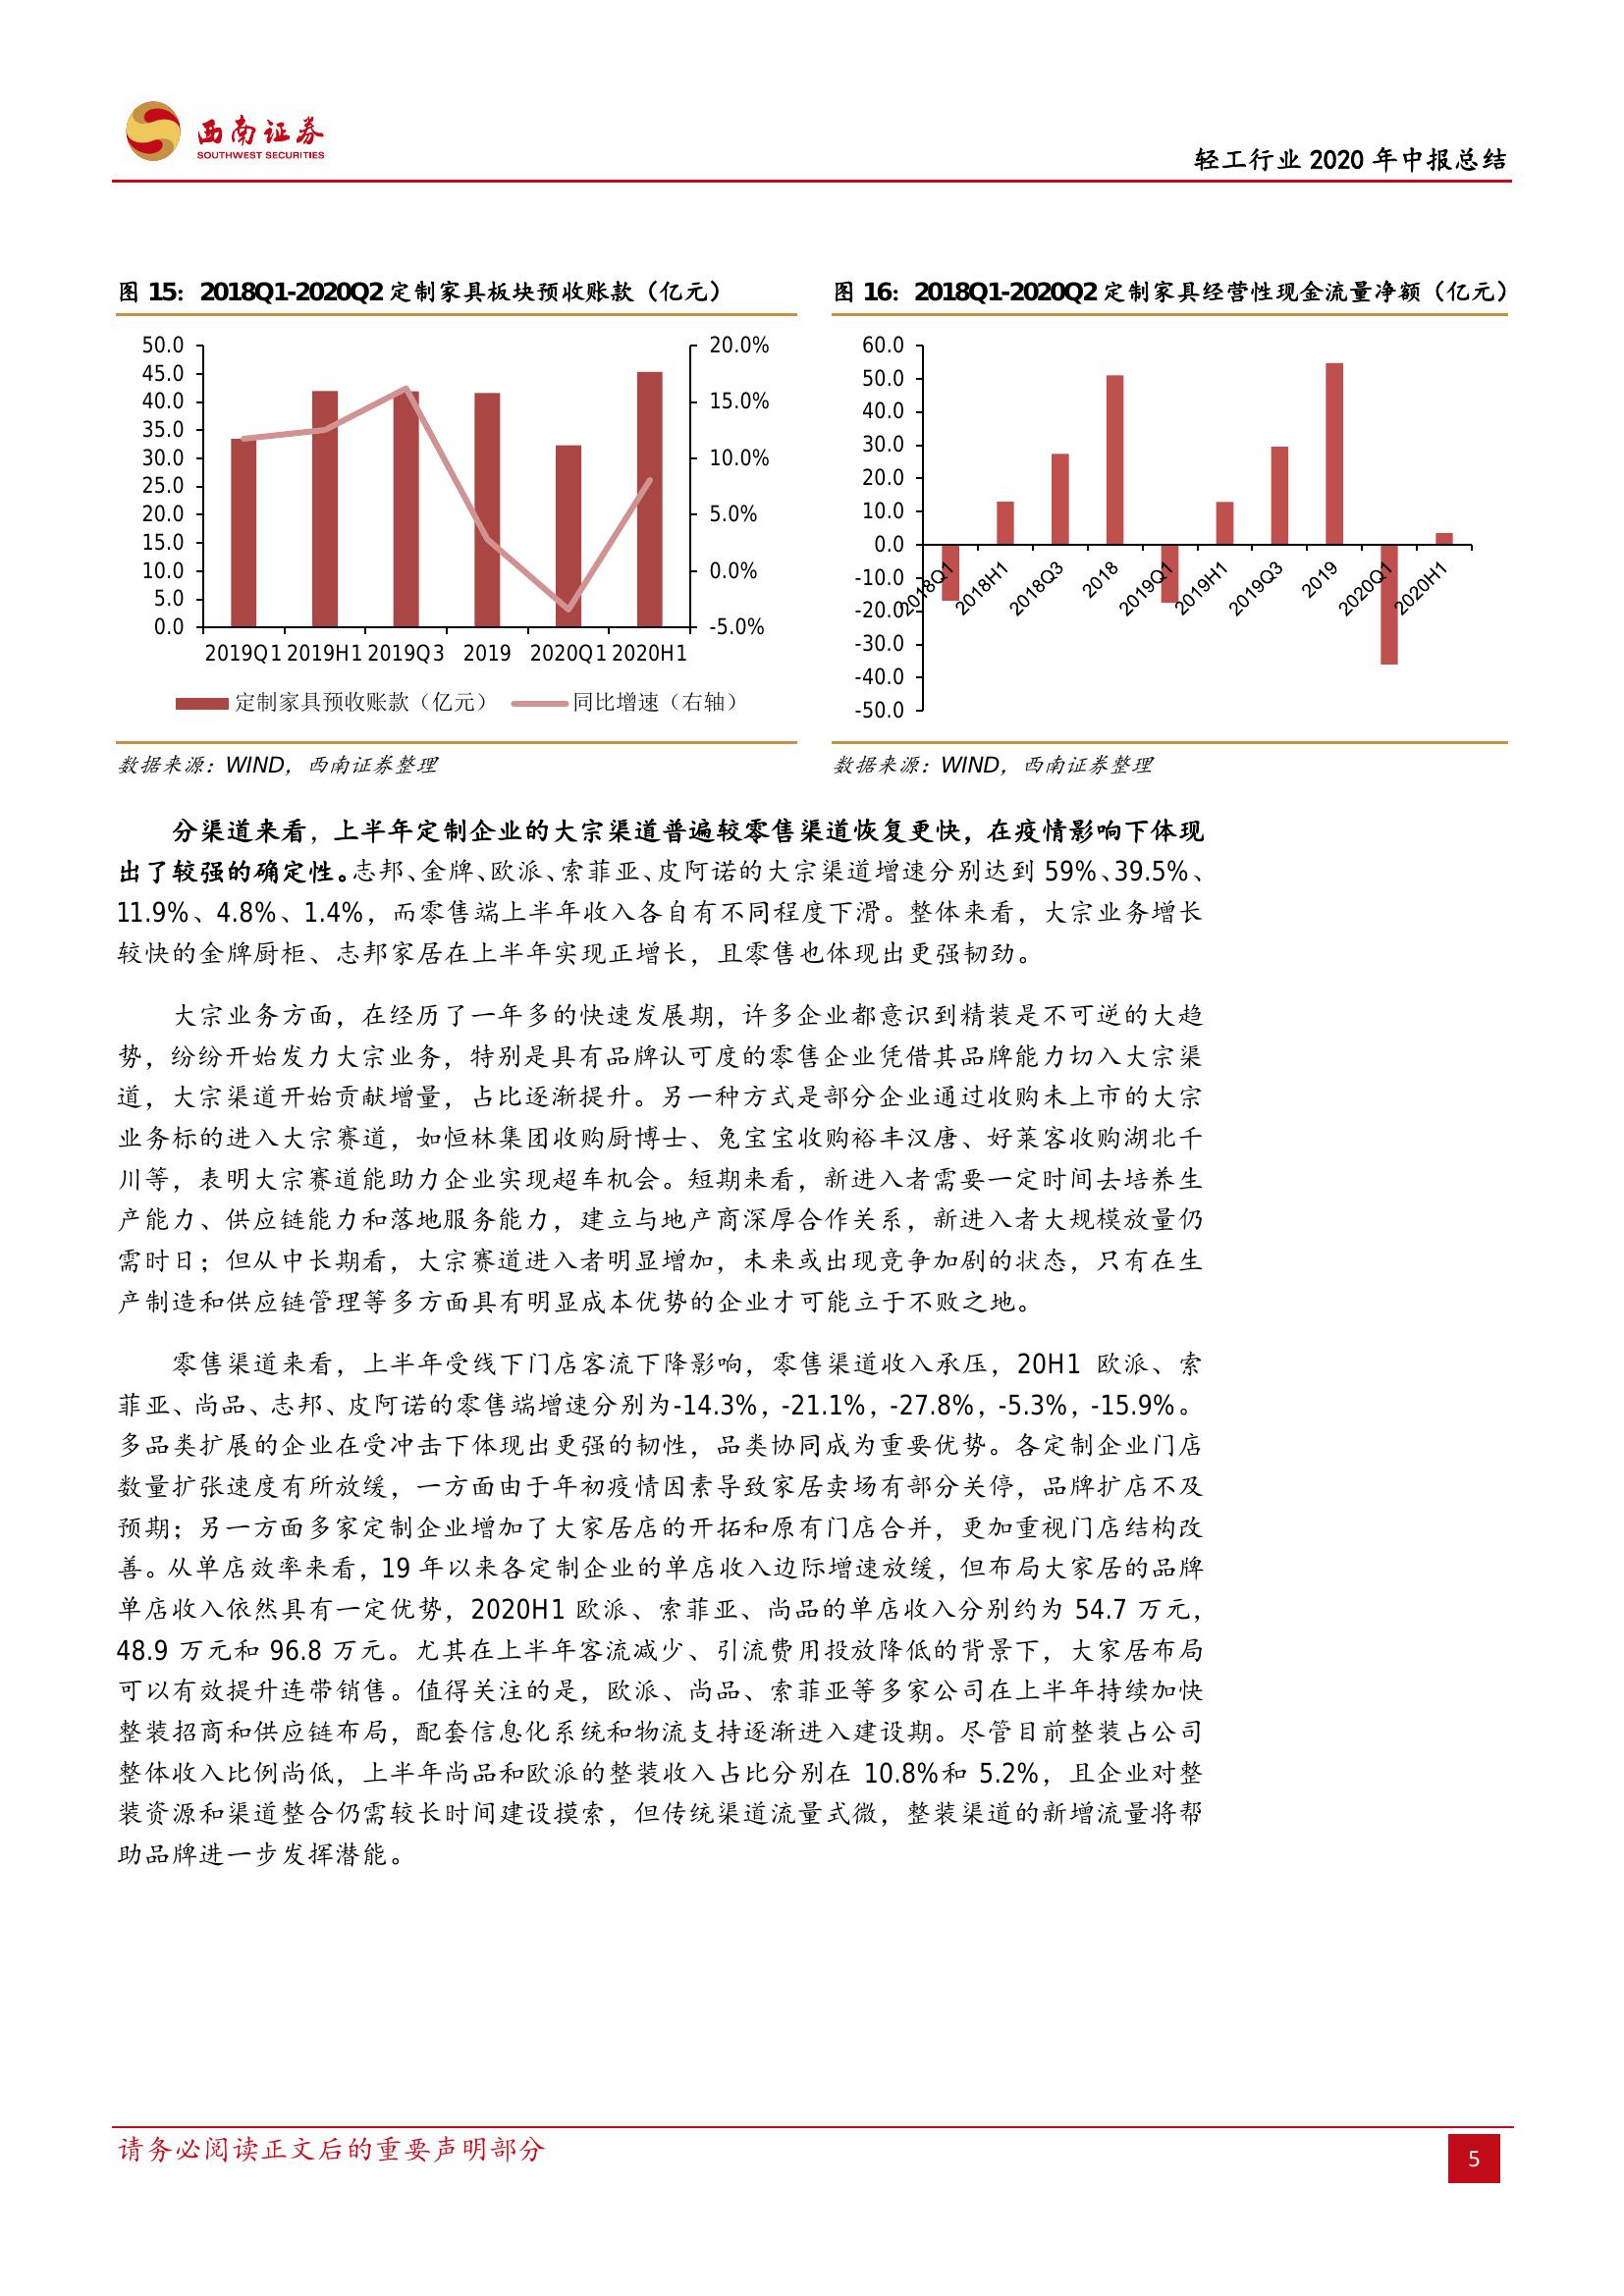 西南证券
SOUTHWEST SECURITIES
轻工行业 2020 年中报总结
图 15：2018Q1-2020Q2 定制家具板块预收账款（亿元）
50.0
45.0
40.0
35.0
30.0
25.0
20.0
15.0
10.0
5.0
0.0
20.0%
15.0%
10.0%
5.0%
0.0%
-5.0%
2019Q1 2019H1 2019Q3 2019 2020Q1 2020H1
定制家具预收账款（亿元） 同比增速（右轴）
数据来源：WIND，西南证券整理
图 16：2018Q1-2020Q2 定制家具经营性现金流量净额（亿元）
60.0
50.0
40.0
30.0
20.0
10.0
0.0
-10.0
-20.0
-30.0
-40.0
-50.0
2018Q1 2018H1 2018Q3 2018 2019Q1 2019H1 2019Q3 2019 2020Q1 2020H1
数据来源：WIND，西南证券整理
分渠道来看，上半年定制企业的大宗渠道普遍较零售渠道恢复更快，在疫情影响下体现
出了较强的确定性。志邦、金牌、欧派、索菲亚、皮阿诺的大宗渠道增速分别达到 59%、39.5%、
11.9%、4.8%、1.4%，而零售端上半年收入各自有不同程度下滑。整体来看，大宗业务增长
较快的金牌厨柜、志邦家居在上半年实现正增长，且零售也体现出更强韧劲。
大宗业务方面，在经历了一年多的快速发展期，许多企业都意识到精装是不可逆的大趋
势，纷纷开始发力大宗业务，特别是具有品牌认可度的零售企业凭借其品牌能力切入大宗渠
道，大宗渠道开始贡献增量，占比逐渐提升。另一种方式是部分企业通过收购未上市的大宗
业务标的进入大宗赛道，如恒林集团收购厨博士、兔宝宝收购裕丰汉唐、好莱客收购湖北千
川等，表明大宗赛道能助力企业实现超车机会。短期来看，新进入者需要一定时间去培养生
产能力、供应链能力和落地服务能力，建立与地产商深厚合作关系，新进入者大规模放量仍
需时日；但从中长期看，大宗赛道进入者明显增加，未来或出现竞争加剧的状态，只有在生
产制造和供应链管理等多方面具有明显成本优势的企业才可能立于不败之地。
零售渠道来看，上半年受线下门店客流下降影响，零售渠道收入承压，20H1 欧派、索
菲亚、尚品、志邦、皮阿诺的零售端增速分别为-14.3%，-21.1%，-27.8%，-5.3%，-15.9%。
多品类扩展的企业在受冲击下体现出更强的韧性，品类协同成为重要优势。各定制企业门店
数量扩张速度有所放缓，一方面由于年初疫情因素导致家居卖场有部分关停，品牌扩店不及
预期；另一方面多家定制企业增加了大家居店的开拓和原有门店合并，更加重视门店结构改
善。从单店效率来看，19 年以来各定制企业的单店收入边际增速放缓，但布局大家居的品牌
单店收入依然具有一定优势，2020H1 欧派、索菲亚、尚品的单店收入分别约为 54.7 万元，
48.9 万元和 96.8 万元。尤其在上半年客流减少、引流费用投放降低的背景下，大家居布局
可以有效提升连带销售。值得关注的是，欧派、尚品、索菲亚等多家公司在上半年持续加快
整装招商和供应链布局，配套信息化系统和物流支持逐渐进入建设期。尽管目前整装占公司
整体收入比例尚低，上半年尚品和欧派的整装收入占比分别在 10.8%和 5.2%，且企业对整
装资源和渠道整合仍需较长时间建设摸索，但传统渠道流量式微，整装渠道的新增流量将帮
助品牌进一步发挥潜能。
请务必阅读正文后的重要声明部分
5